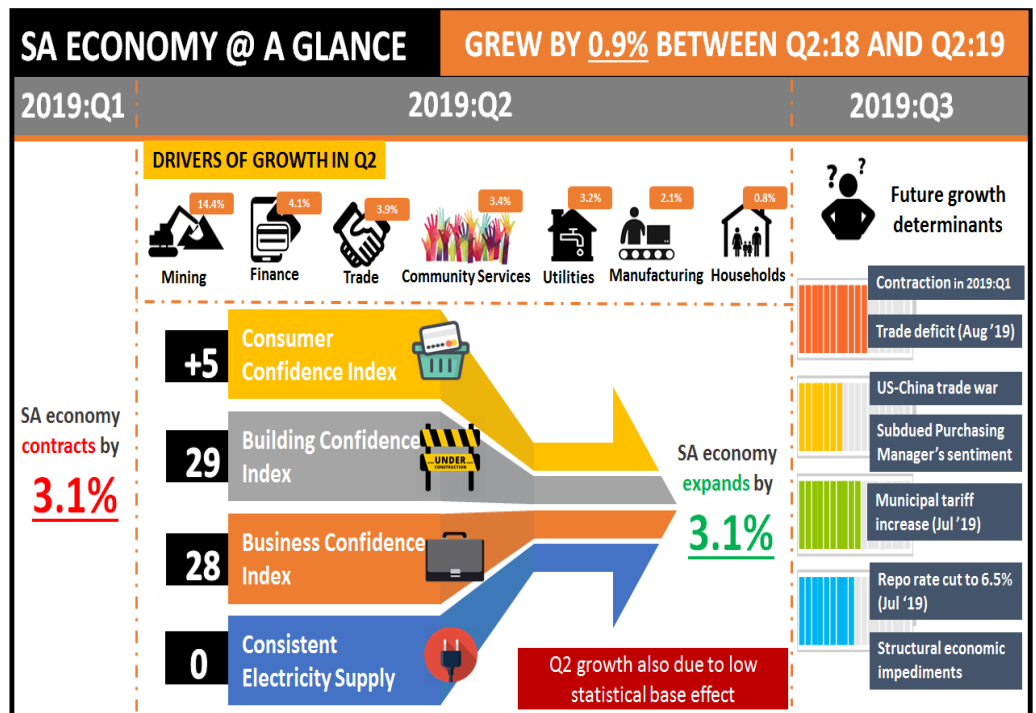 SA ECONOMY @ A GLANCE
GREW BY 0.9% BETWEEN Q2:18 AND Q2:19
2019:Q1
2019:Q2
2019:Q3
SA economy
contracts by
3.1%
DRIVERS OF GROWTH IN Q2
14.4%
Mining
4.1%
Finance
3.9%
Trade
3.4%
Community Services
3.2%
Utilities
2.1%
Manufacturing
0.8%
Households
+5
Consumer
Confidence Index
29
Building Confidence
Index
UNDER
CONSTRUCTION
28
Business Confidence
Index
0
Consistent
Electricity Supply
SA economy
expands by
3.1%
Q2 growth also due to low
statistical base effect
? ?
Future growth
determinants
Contraction in 2019:Q1
Trade deficit (Aug ’19)
US-China trade war
Subdued Purchasing
Manager’s sentiment
Municipal tariff
increase (Jul ’19)
Repo rate cut to 6.5%
(Jul ‘19)
Structural economic
impediments